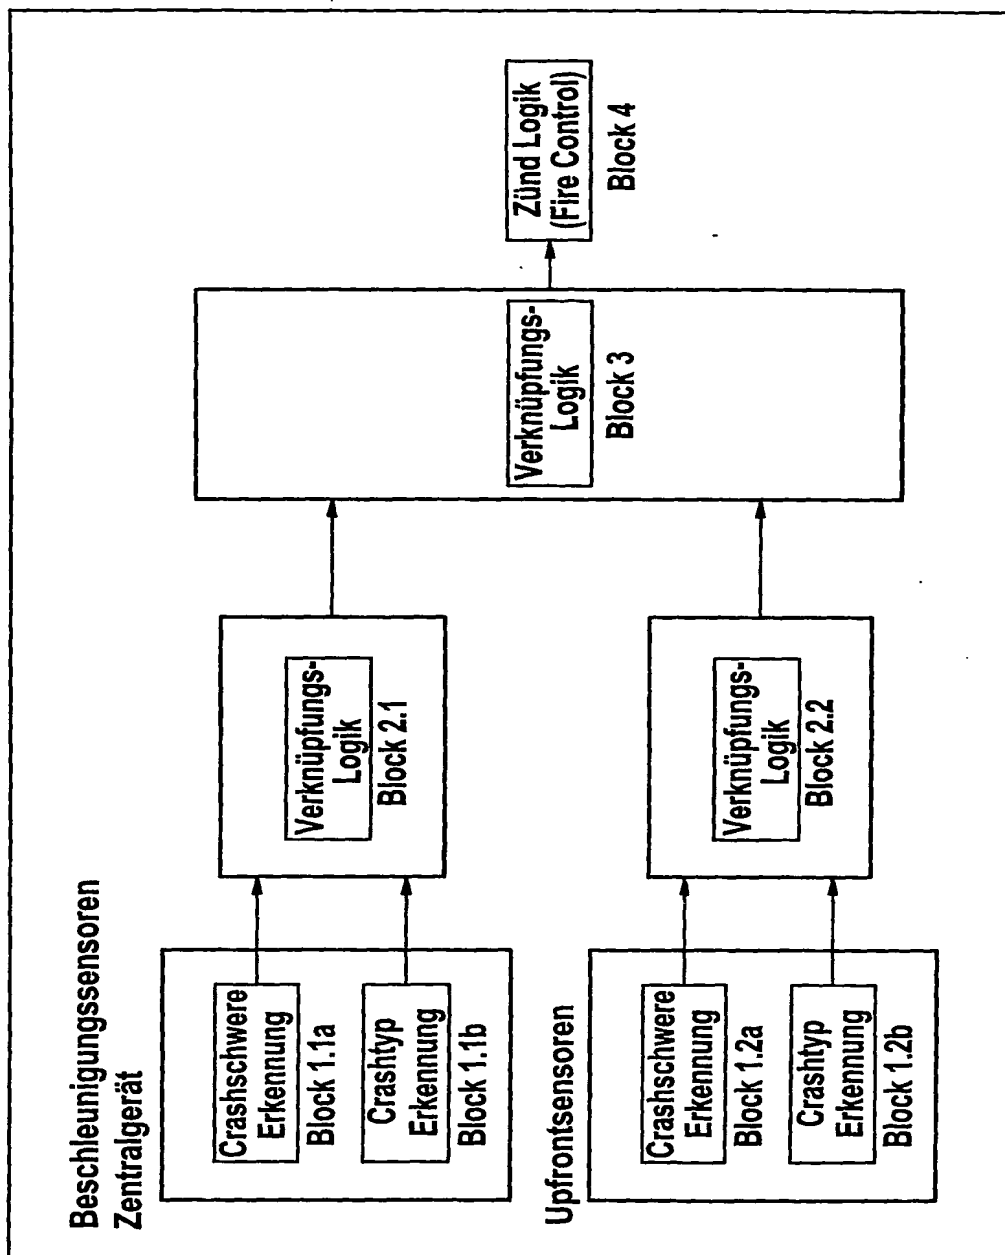 Beschleunigungssensoren
Zentralgerät
Crashschwere
Erkennung
Block 1.1a
Crashtyp
Erkennung
Block 1.1b
Verknüpfungs-
Logik
Block 2.1
Upfrontsensoren
Crashschwere
Erkennung
Block 1.2a
Crashtyp
Erkennung
Block 1.2b
Verknüpfungs-
Logik
Block 2.2
Verknüpfungs-
Logik
Block 3
Zünd Logik
(Fire Control)
Block 4